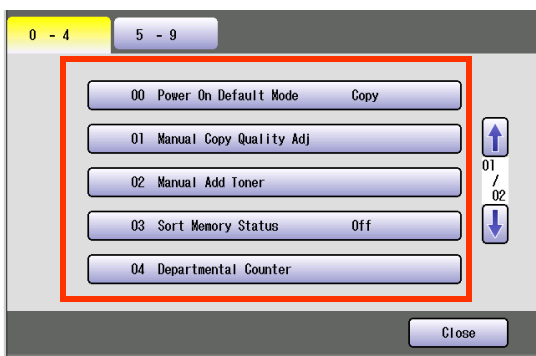 0 - 4
5 - 9
00 Power On Default Mode Copy
01 Manual Copy Quality Adj
02 Manual Add Toner
03 Sort Memory Status Off
04 Departmental Counter
01
/
02
Close